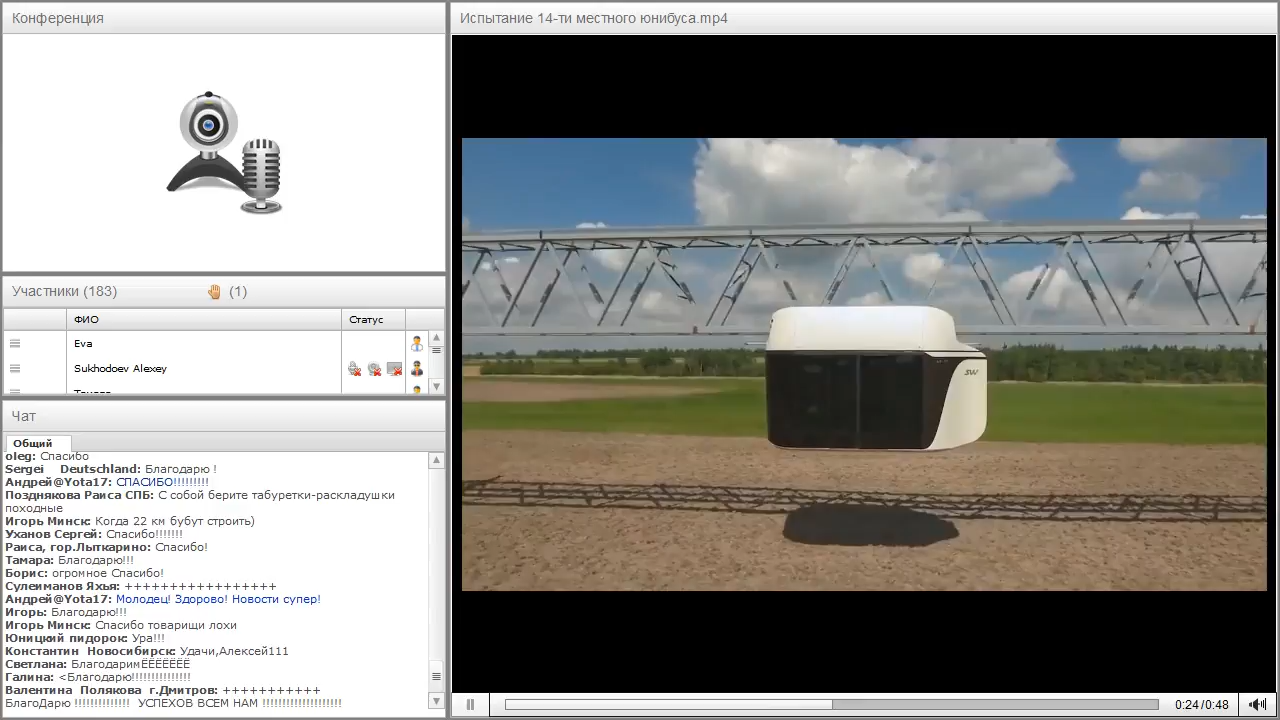 Конференция
Испытание 14-ти местного юнибуса.mp4
Участники (183)
(1)
ФИО
Статус
Eva
Sukhodoev Alexey
Чат
Общий
oleg: Спасибо
Sergei Deutschland: Благодарю !
Андрей@Yota17: СПАСИБО!!!!!!!!!
Позднякова Раиса СПБ: С собой берите табуретки-раскладушки
походные
Игорь Минск: Когда 22 км бубут строить)
Уханов Сергей: Спасибо!!!!!!!
Раиса, гор.Лыткарино: Спасибо!
Тамара: Благодарю!!!
Борис: огромное Спасибо!
Сулеиманов Яхья: +++++++++++++++++
Андрей@Yota17: Молодец! Здорово! Новости супер!
Игорь: Благодарю!!!
Игорь Минск: Спасибо товарищи лохи
Юницкий пидорок: Ура!!!
Константин Новосибирск: Удачи,Алексей111
Светлана: БлагодаримЁЁЁЁЁЁЁ
Галина: <Благодарю!!!!!!!!!!!!!!!
Валентина Полякова г.Дмитров: +++++++++++
БлагоДарю !!!!!!!!!!!!!! УСПЕХОВ ВСЕМ НАМ !!!!!!!!!!!!!!!!!!!!
SW
0:24/0:48